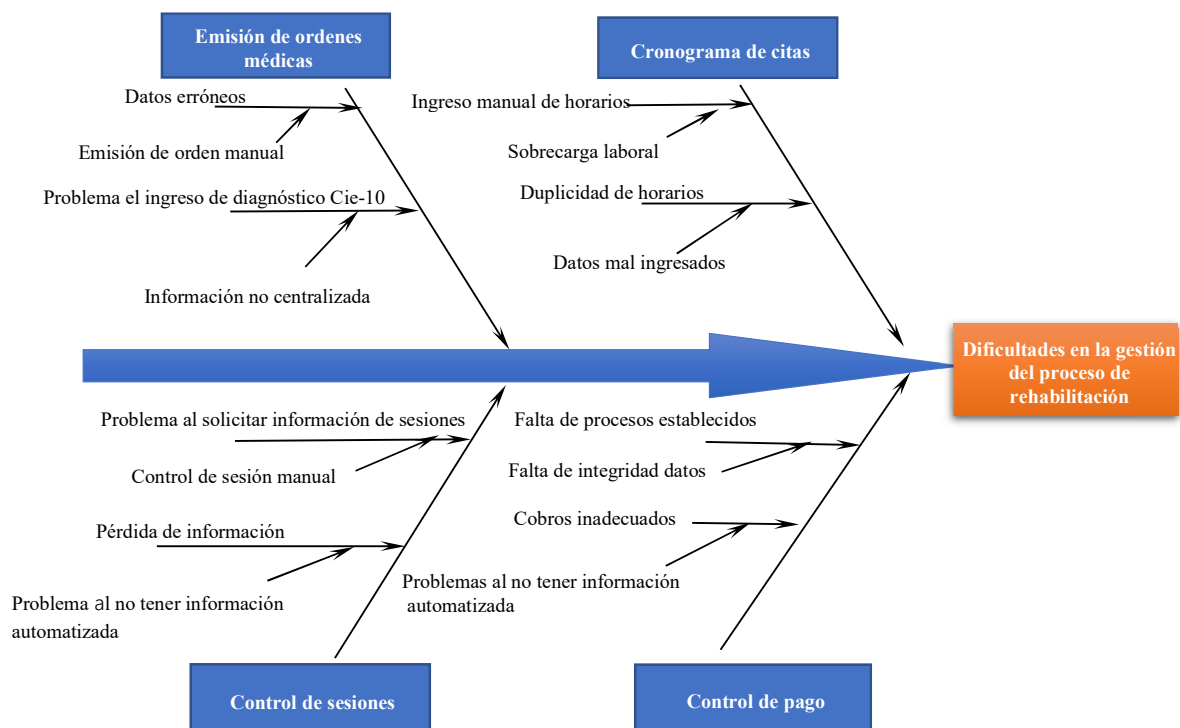 Emisión de ordenes
médicas
Cronograma de citas
Datos erróneos
Emisión de orden manual
Problema el ingreso de diagnóstico Cie-10
Información no centralizada
Ingreso manual de horarios
Sobrecarga laboral
Duplicidad de horarios
Datos mal ingresados
Dificultades en la gestión
del proceso de
rehabilitación
Problema al solicitar información de sesiones
Control de sesión manual
Pérdida de información
Problema al no tener información
automatizada
Falta de procesos establecidos
Falta de integridad datos
Cobros inadecuados
Problemas al no tener información
automatizada
Control de sesiones
Control de pago